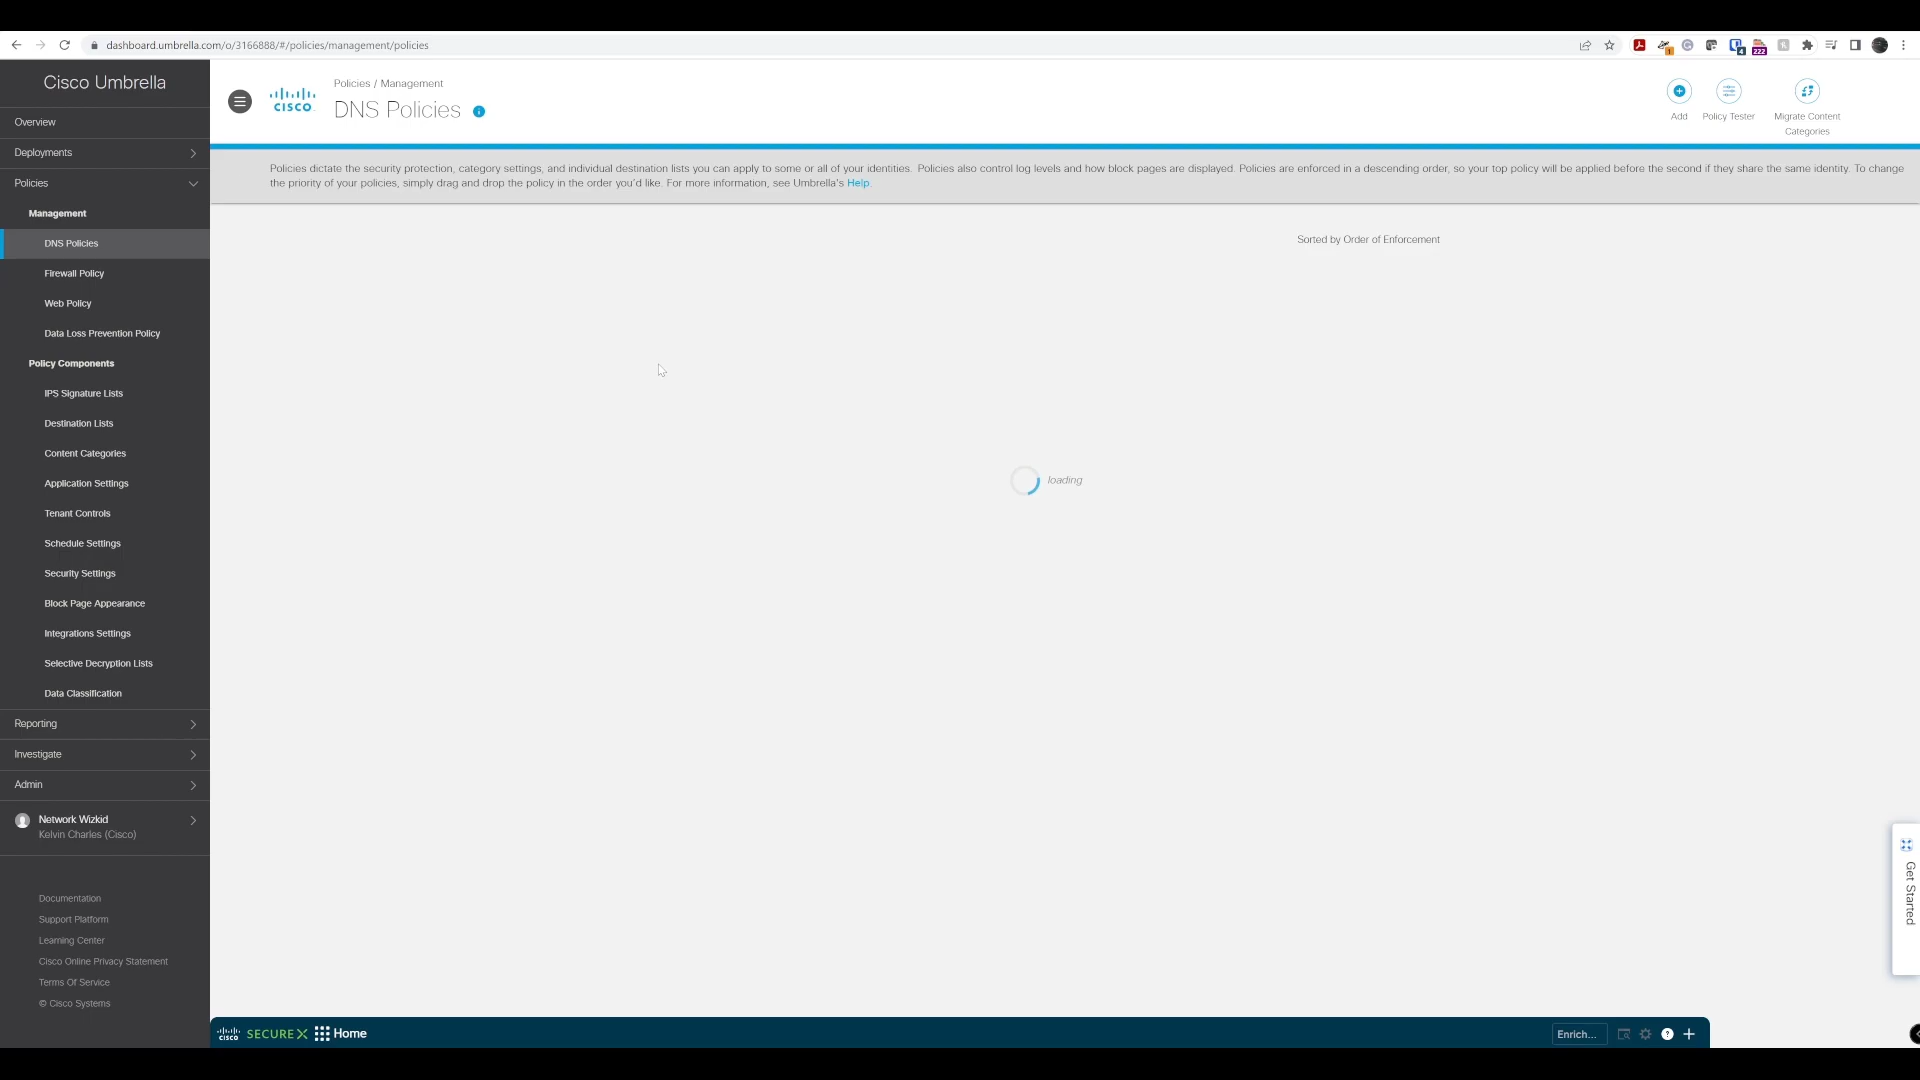 dashboard.umbrella.com/o/3166888/#/policies/management/policies
1
4
222
Cisco Umbrella
Overview
Deployments
Policies
Management
DNS Policies
Firewall Policy
Web Policy
Data Loss Prevention Policy
Policy Components
IPS Signature Lists
Destination Lists
Content Categories
Application Settings
Tenant Controls
Schedule Settings
Security Settings
Block Page Appearance
Integrations Settings
Selective Decryption Lists
Data Classification
Reporting
Investigate
Admin
Network Wizkid
Kelvin Charles (Cisco)
Documentation
Support Platform
Learning Center
Cisco Online Privacy Statement
Terms Of Service
© Cisco Systems
CISCO
Policies / Management
DNS Policies
Add
Policy Tester
Migrate Content
Categories
Policies dictate the security protection, category settings, and individual destination lists you can apply to some or all of your identities. Policies also control log levels and how block pages are displayed. Policies are enforced in a descending order, so your top policy will be applied before the second if they share the same identity. To change
the priority of your policies, simply drag and drop the policy in the order you'd like. For more information, see Umbrella's Help.
Sorted by Order of Enforcement
loading
Get Started
CISCO SECUREX Home
Enrich...